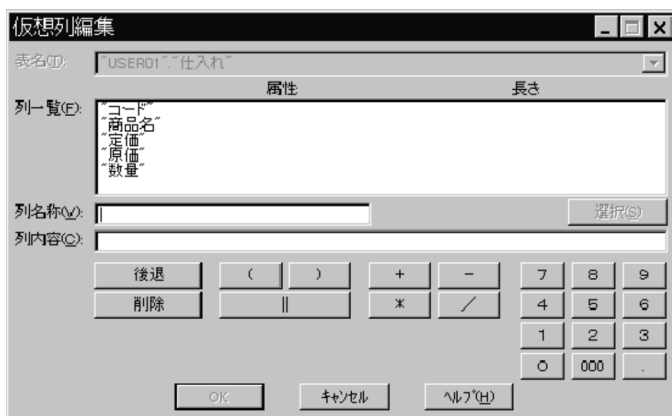 仮想列編集
表名(T): "USER01"."仕入れ"
属性 長さ
列一覧(F):
"コード"
"商品名"
"定価"
"原価"
"数量"
列名称(V): 選択(S)
列内容(C):
後退 ( ) + - 7 8 9
削除 || * / 4 5 6
1 2 3
0 000 .
OK キャンセル ヘルプ(H)